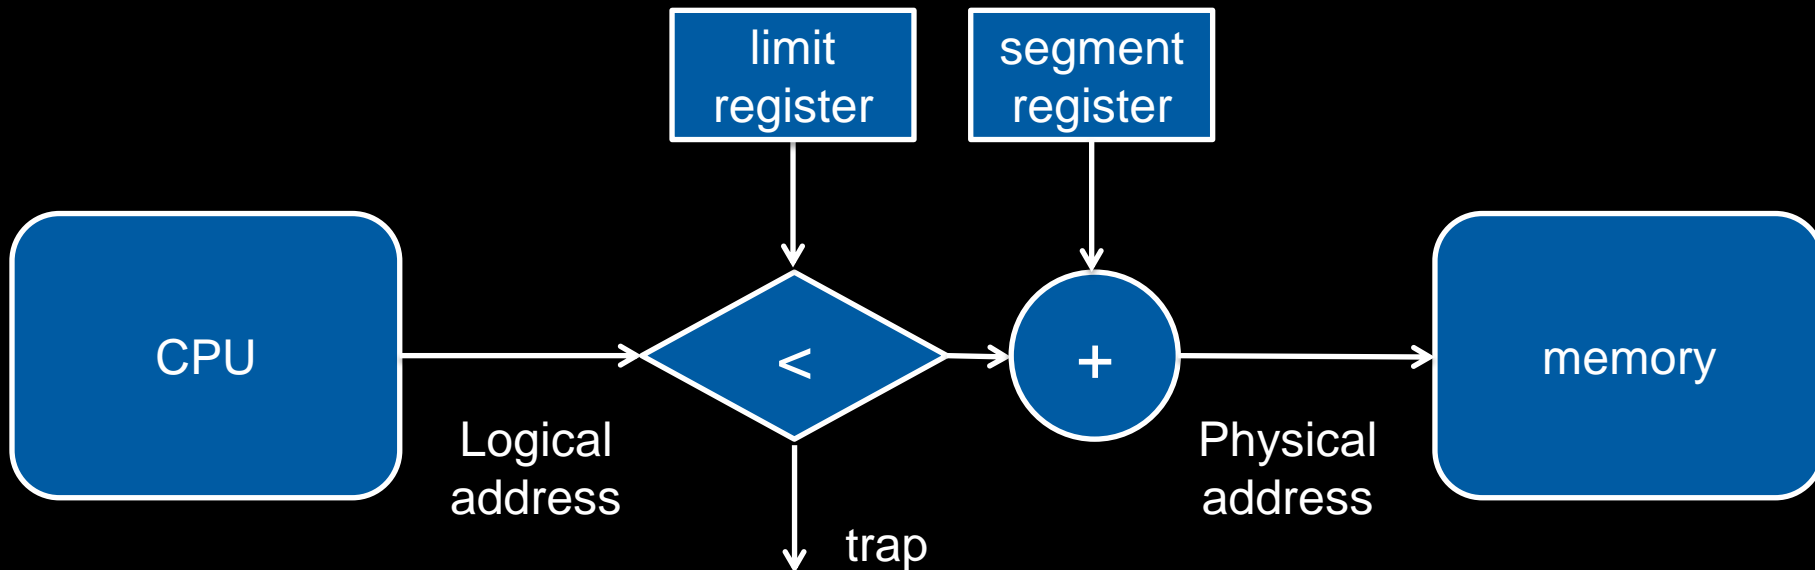 limit
register
segment
register
CPU
<
+
memory
Logical
address
Physical
address
trap